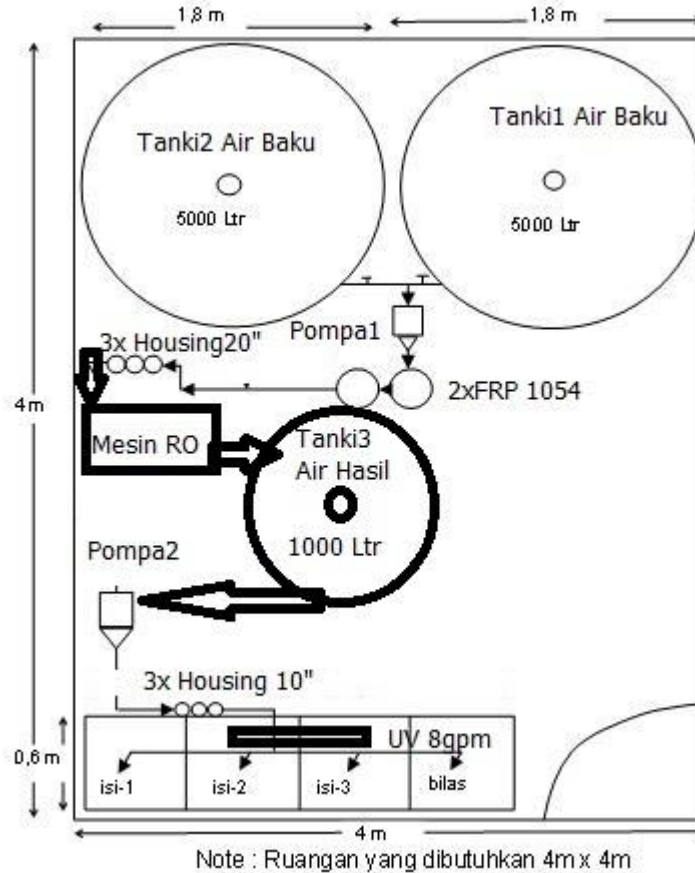 1,8 m
1,8 m
Tanki2 Air Baku
5000 Ltr
Tanki1 Air Baku
5000 Ltr
Pompa1
3x Housing20"
4m
2xFRP 1054
Mesin RO
Tanki3
Air Hasil
1000 Ltr
Pompa2
3x Housing 10"
0,6 m
UV 8gpm
isi-1
isi-2
isi-3
bilas
4 m
Note : Ruangan yang dibutuhkan 4m x 4m